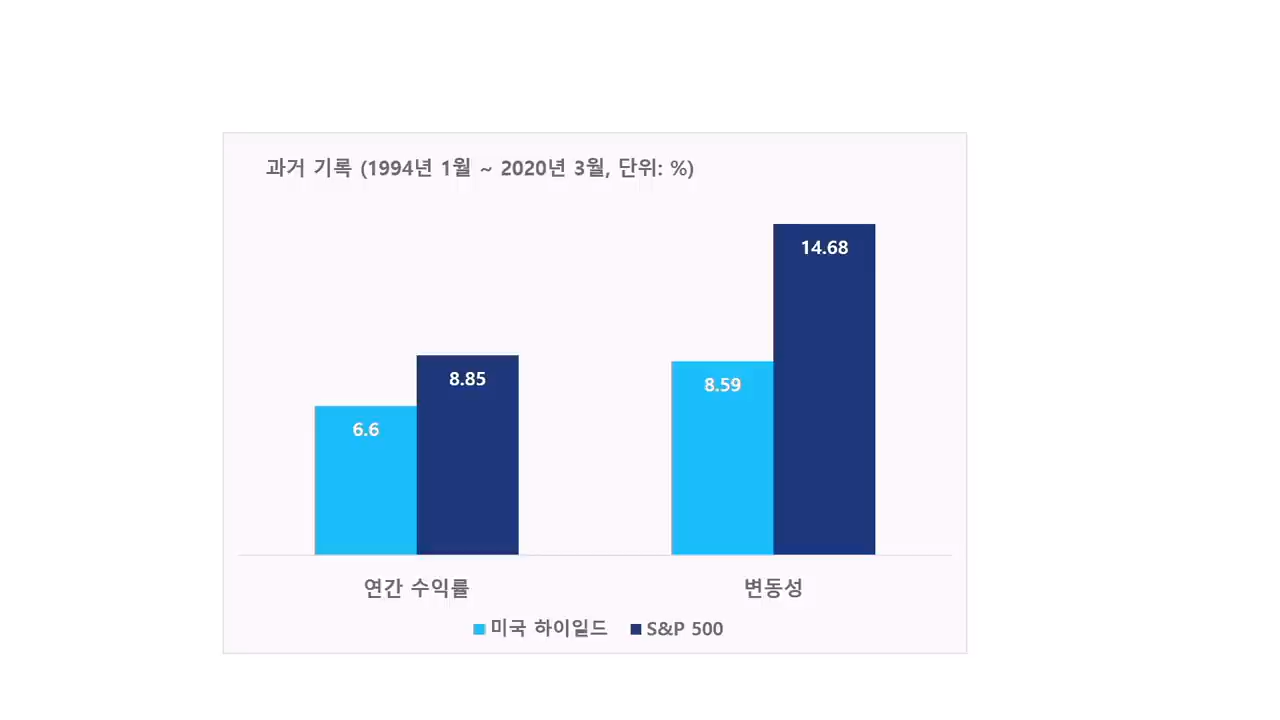 과거 기록 (1994년 1월 ~ 2020년 3월, 단위: %)
14.68
8.85
8.59
6.6
연간 수익률
변동성
미국 하이일드
S&P 500